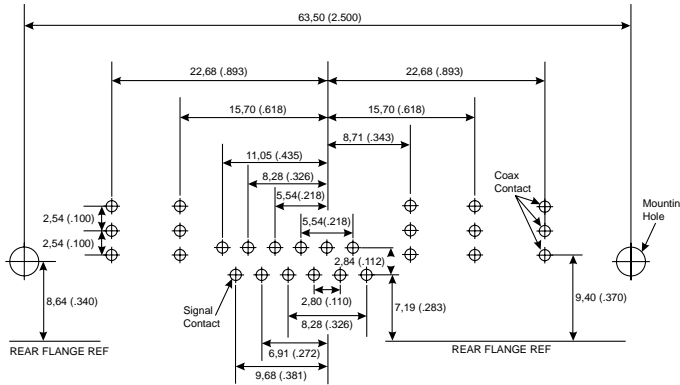 63,50 (2.500)
22,68 (.893)
22,68 (.893)
15,70 (.618)
15,70 (.618)
8,71 (.343)
11,05 (.435)
8,28 (.326)
5,54(.218)
5,54(.218)
Coax
Contact
Mountin
Hole
2,54 (.100)
2,54 (.100)
2,84 (.112)
8,64 (.340)
2,80 (.110)
7,19 (.283)
9,40 (.370)
Signal
Contact
8,28 (.326)
REAR FLANGE REF
REAR FLANGE REF
6,91 (.272)
9,68 (.381)